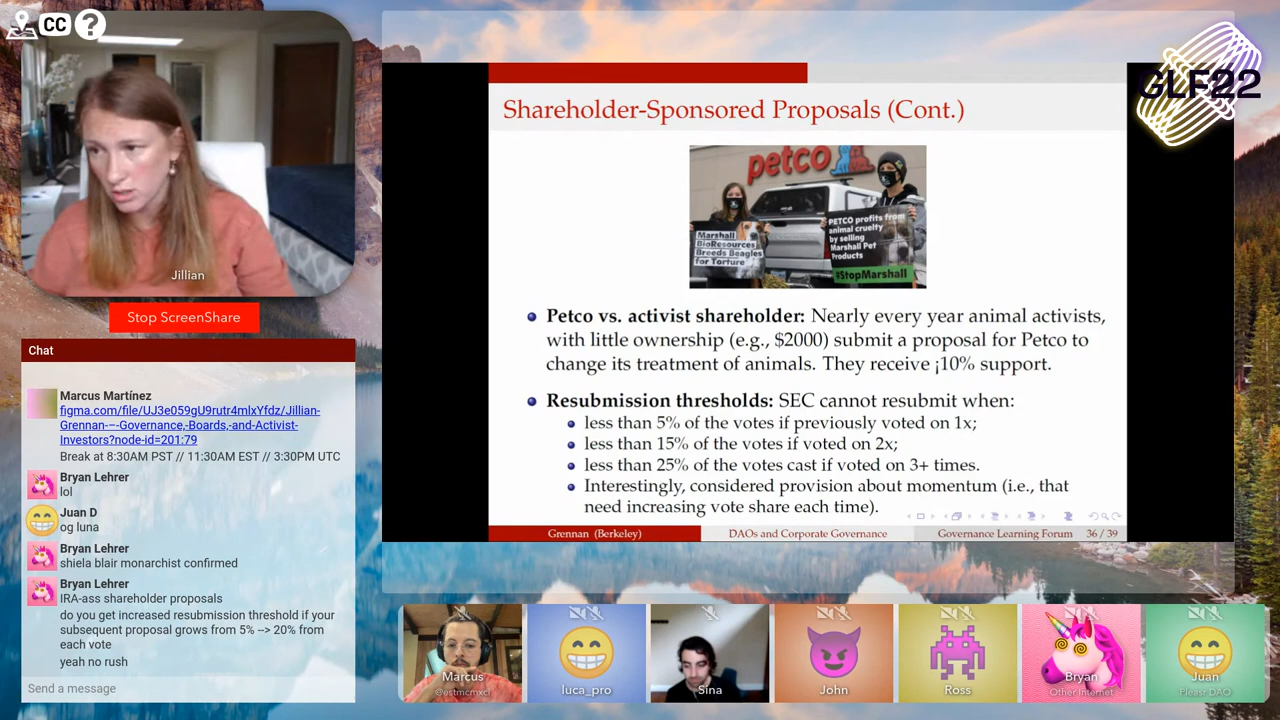 CC
?
Jillian
Stop ScreenShare
Chat
Marcus Martínez
figma.com/file/UJ3e059gU9rutr4mlxYfdz/Jillian-
Grennan-–-Governance,-Boards,-and-Activist-
Investors?node-id=201:79
Break at 8:30AM PST // 11:30AM EST // 3:30PM UTC
Bryan Lehrer
lol
Juan D
og luna
Bryan Lehrer
shiela blair monarchist confirmed
Bryan Lehrer
IRA-ass shareholder proposals
do you get increased resubmission threshold if your
subsequent proposal grows from 5% --> 20% from
each vote
yeah no rush
Send a message
GLF22
Shareholder-Sponsored Proposals (Cont.)
petco
Marshall
BioResources
Breeds Beagles
for Torture
PETCO profits from
animal cruelty
by selling
Marshall Pet
Products
#StopMarshall
Petco vs. activist shareholder: Nearly every year animal activists,
with little ownership (e.g., $2000) submit a proposal for Petco to
change its treatment of animals. They receive ¡10% support.
Resubmission thresholds: SEC cannot resubmit when:
less than 5% of the votes if previously voted on 1x;
less than 15% of the votes if voted on 2x;
less than 25% of the votes cast if voted on 3+ times.
Interestingly, considered provision about momentum (i.e., that
need increasing vote share each time).
Grennan (Berkeley)
DAOs and Corporate Governance
Governance Learning Forum
36 / 39
Marcus
@estmcmxci
luca_pro
Sina
John
Ross
Bryan
Other Internet
Juan
Please DAO